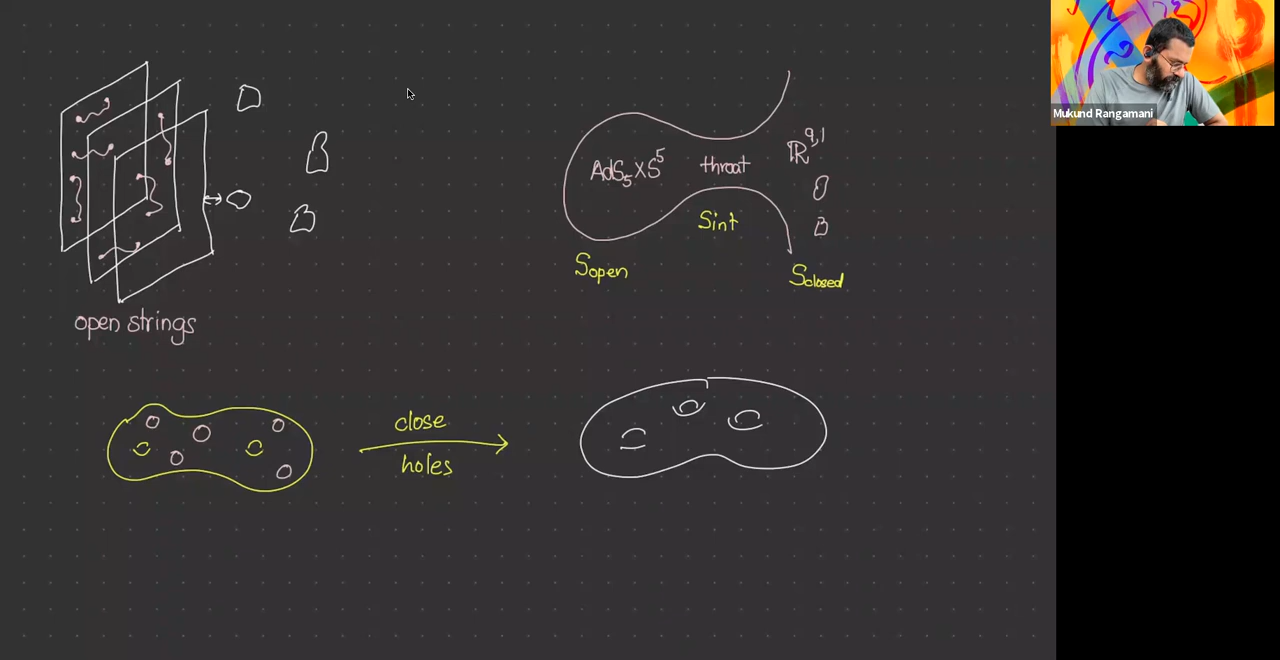 Mukund Rangamani
AdS₅×S⁵ throat ℝ⁹,¹
Sint
Sopen
Sclosed
open strings
close
holes